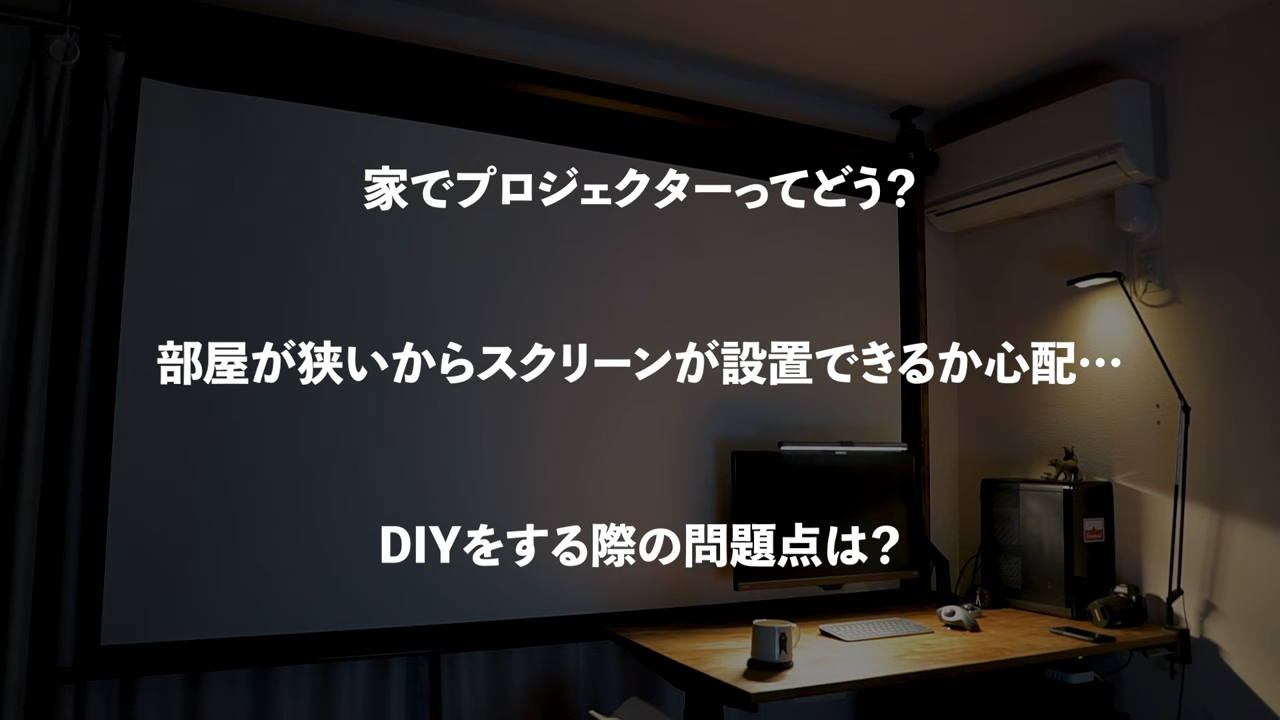 家でプロジェクターってどう？
部屋が狭いからスクリーンが設置できるか心配…
DIYをする際の問題点は？